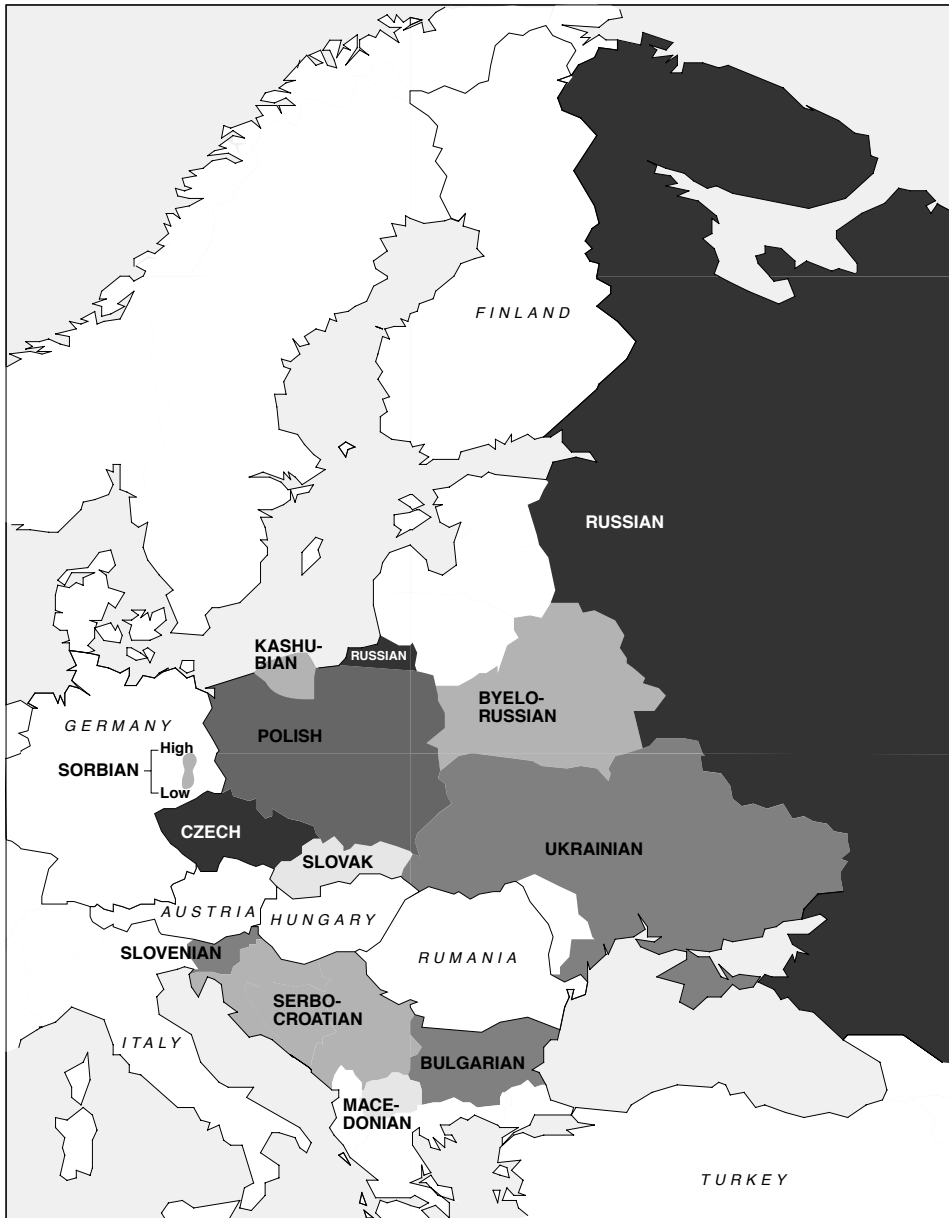 FINLAND
RUSSIAN
KASHU-
BIAN
RUSSIAN
BYELO-
RUSSIAN
GERMANY
POLISH
High
SORBIAN
Low
CZECH
UKRAINIAN
SLOVAK
AUSTRIA
HUNGARY
SLOVENIAN
RUMANIA
SERBO-
CROATIAN
ITALY
BULGARIAN
MACE-
DONIAN
TURKEY